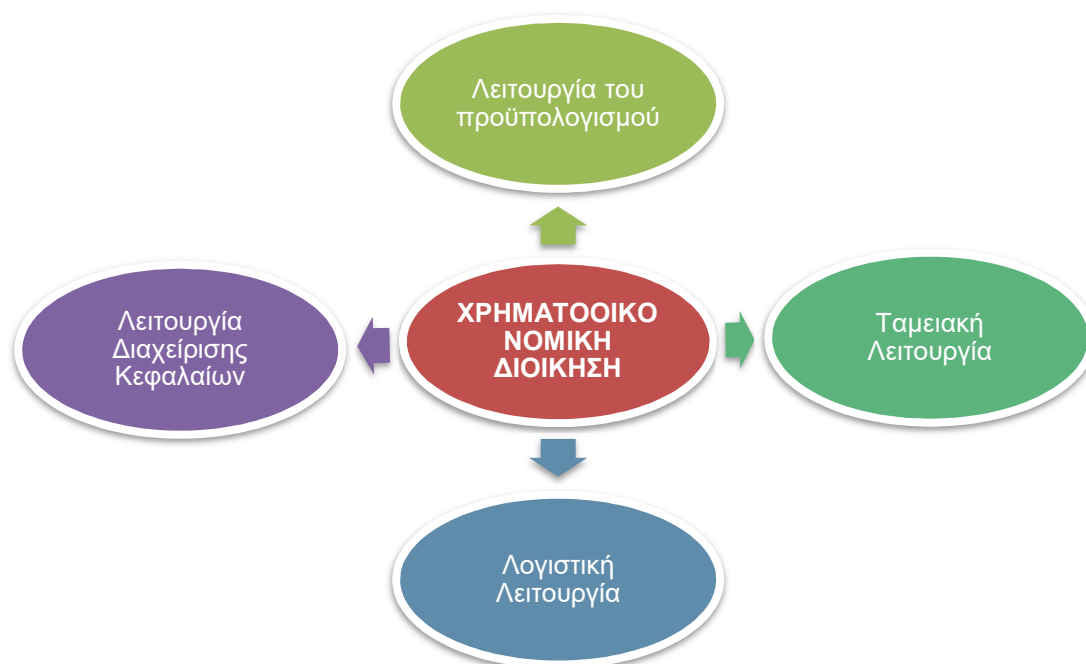 Λειτουργία του
προϋπολογισμού
Λειτουργία
Διαχείρισης
Κεφαλαίων
ΧΡΗΜΑΤΟΟΙΚΟ
ΝΟΜΙΚΗ
ΔΙΟΙΚΗΣΗ
Ταμειακή
Λειτουργία
Λογιστική
Λειτουργία